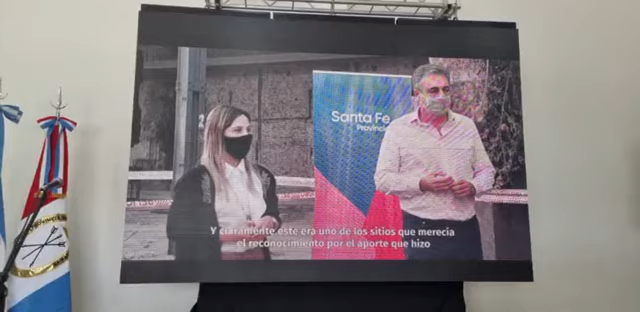 Santa Fe
Provincia
Y claramente este era uno de los sitios que merecía
el reconocimiento por el aporte que hizo